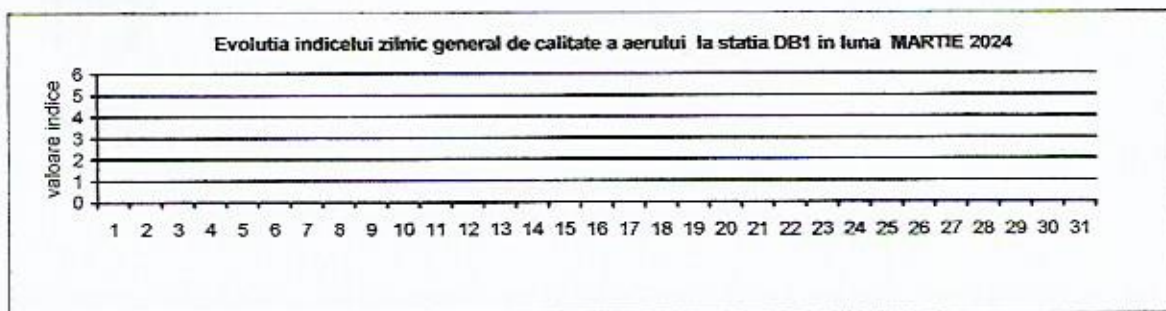 Evolutia indicelui zilnic general de calitate a aerului la statia DB1 in luna MARTIE 2024
valoare indice
6
5
4
3
2
1
0
1 2 3 4 5 6 7 8 9 10 11 12 13 14 15 16 17 18 19 20 21 22 23 24 25 26 27 28 29 30 31